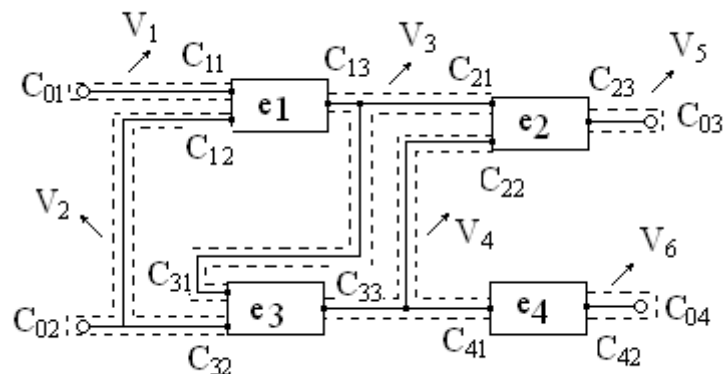 V1 V3 V5
C11 C13 C21 C23
C01 e1 e2 C03
C12 C22
V2 V4 V6
C31 C33
C02 e3 e4 C04
C32 C41 C42